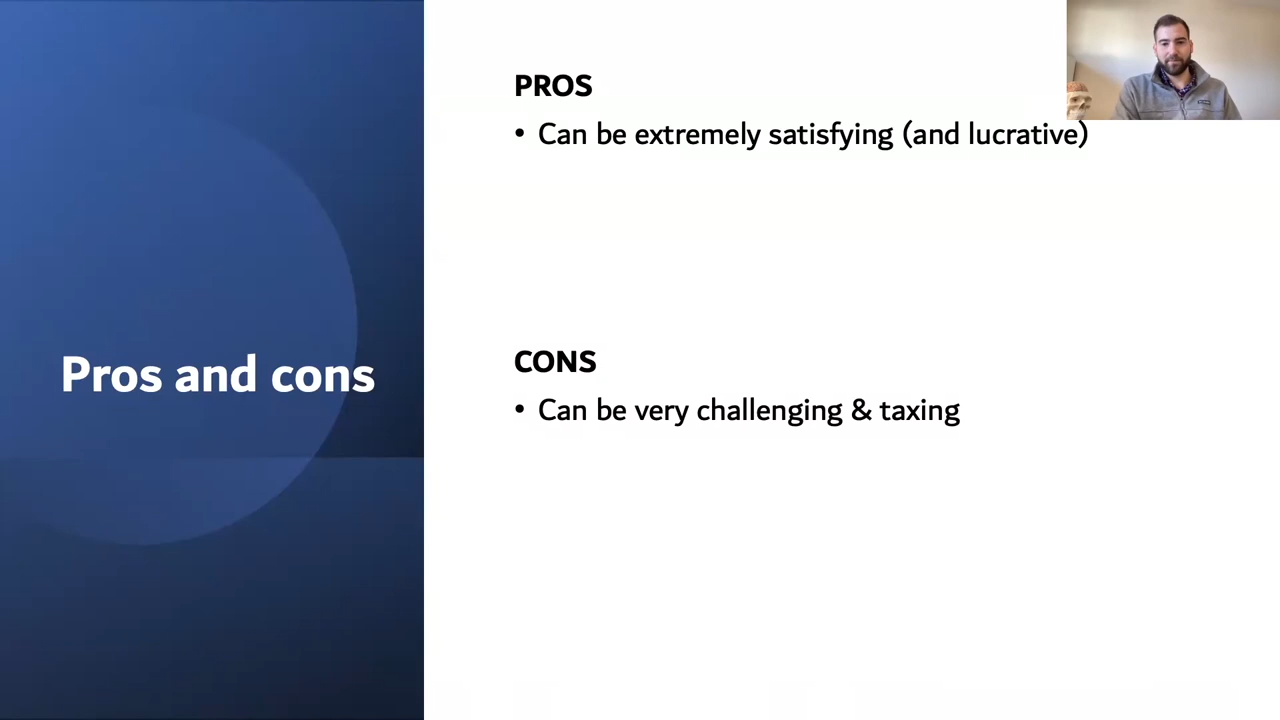 Pros and cons
PROS
• Can be extremely satisfying (and lucrative)
CONS
• Can be very challenging & taxing